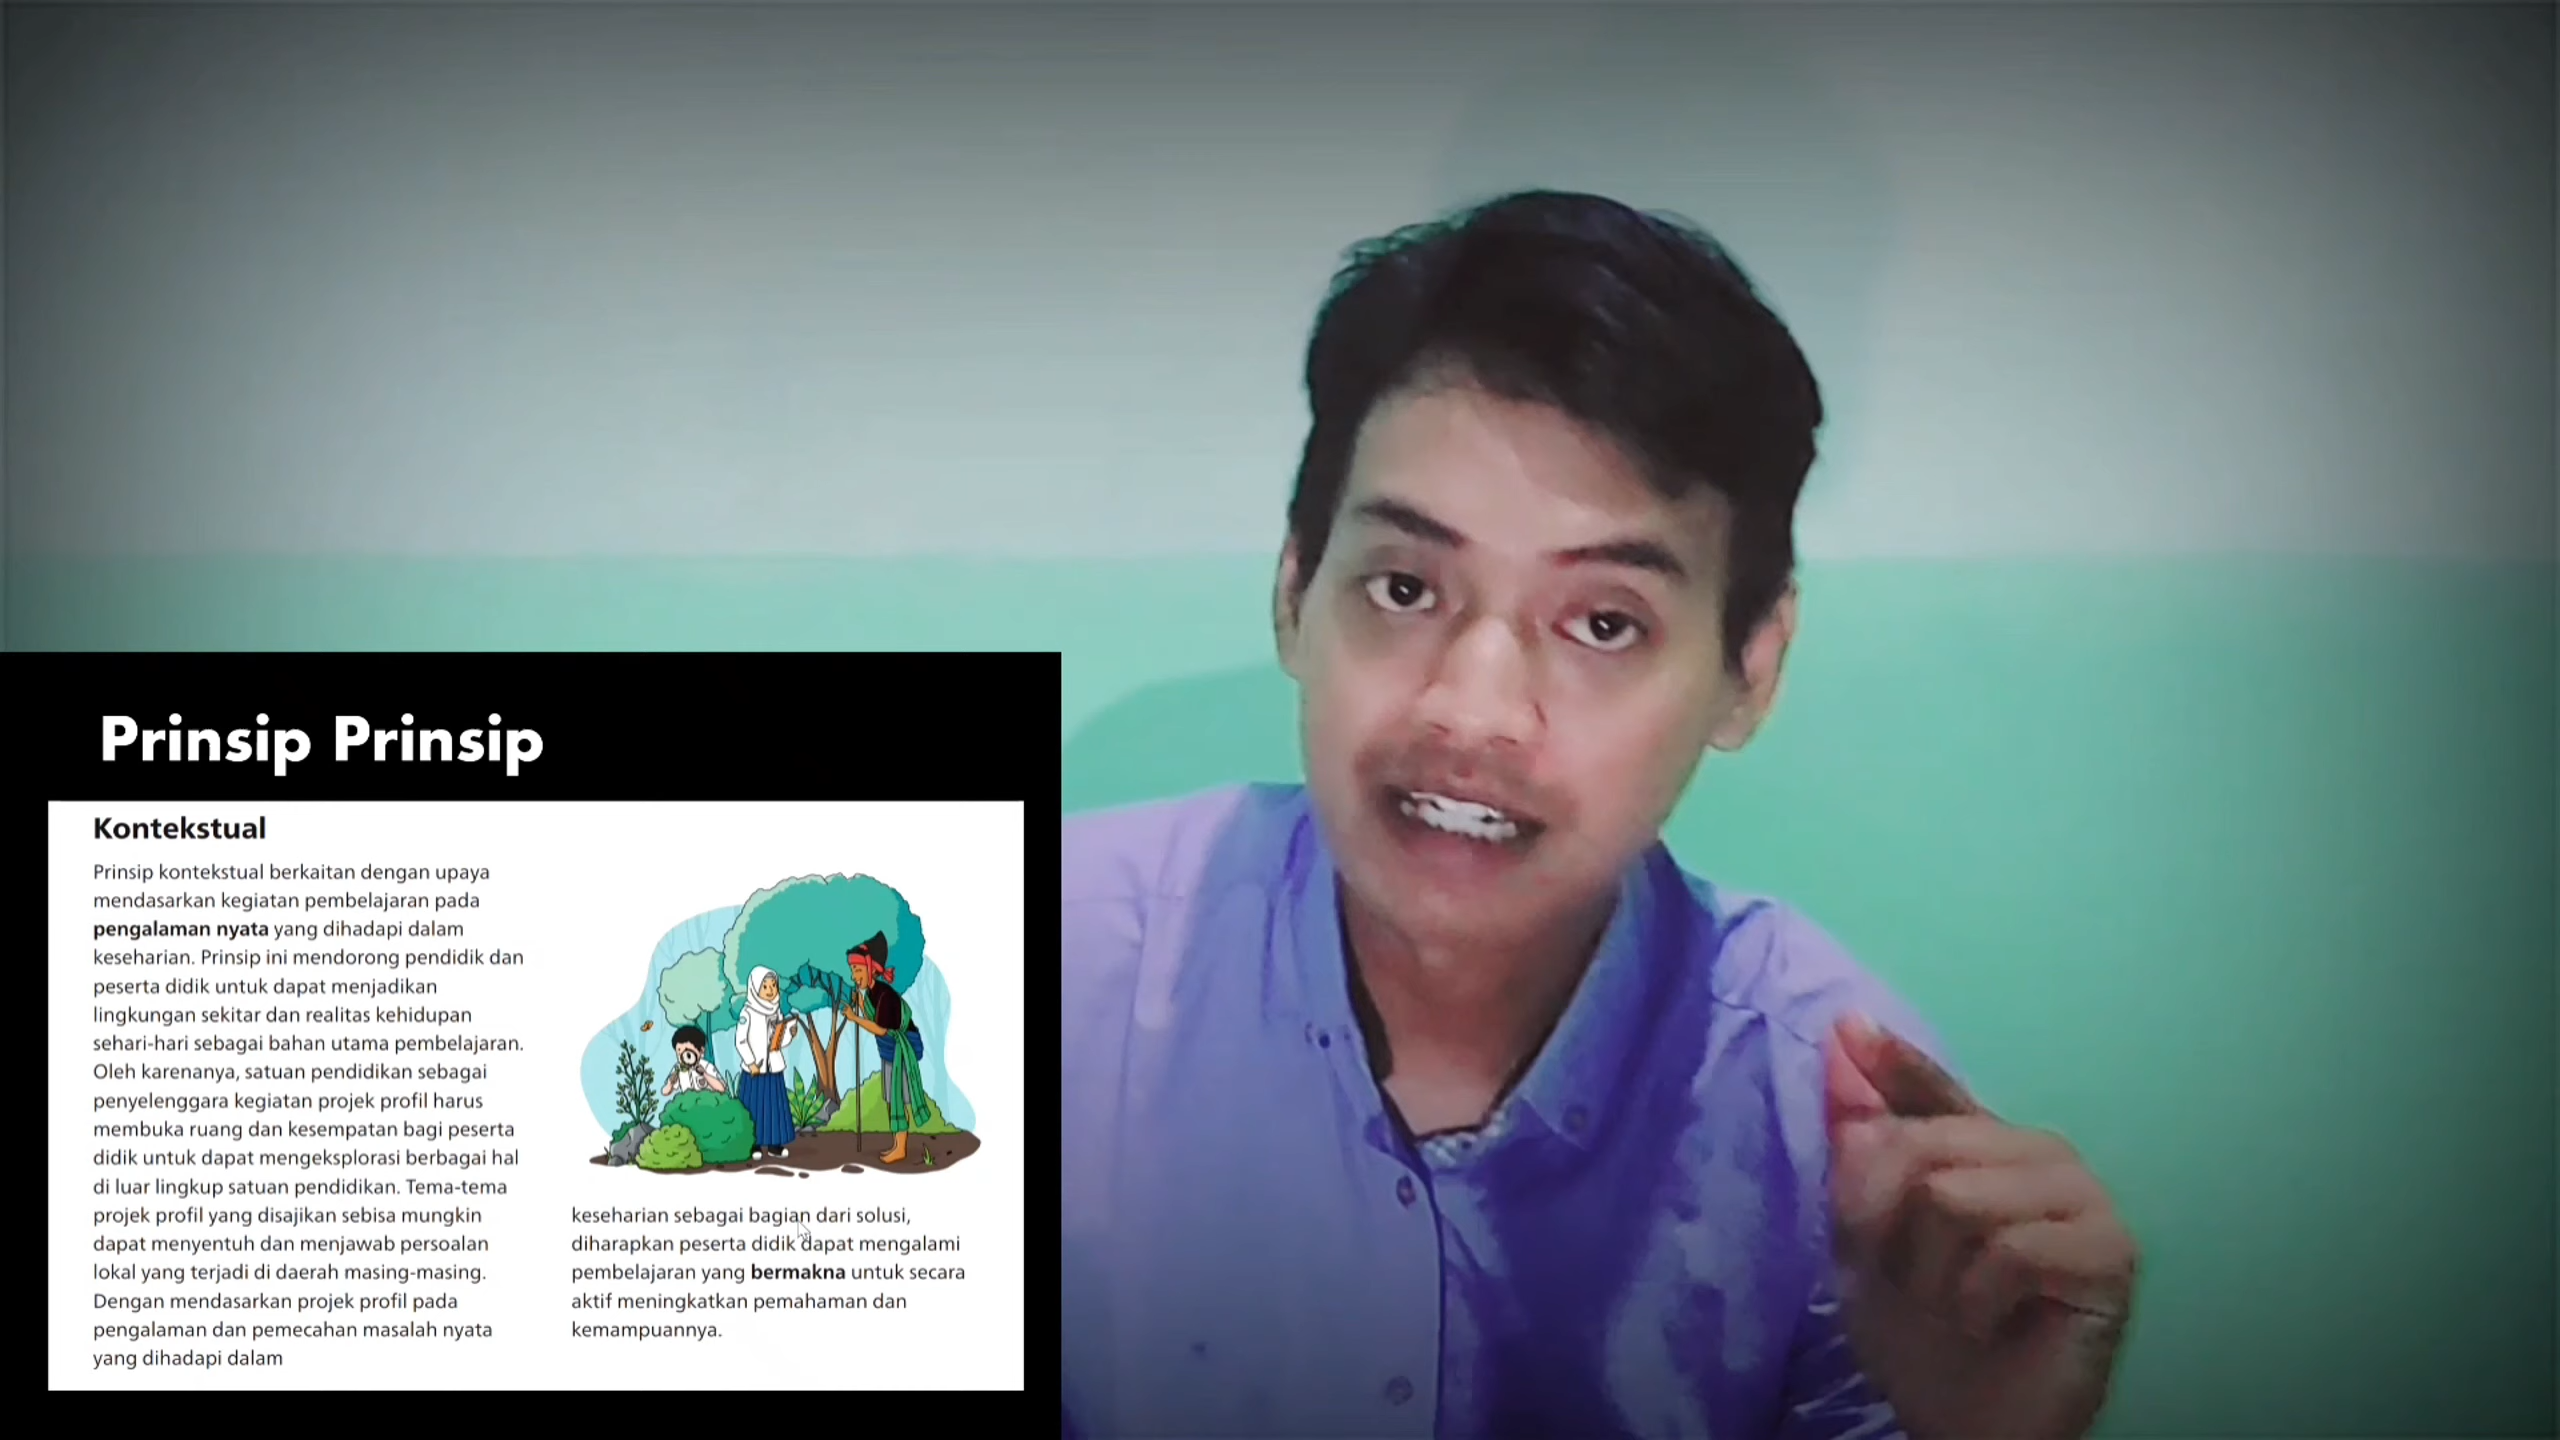 Prinsip Prinsip
Kontekstual
Prinsip kontekstual berkaitan dengan upaya
mendasarkan kegiatan pembelajaran pada
pengalaman nyata yang dihadapi dalam
keseharian. Prinsip ini mendorong pendidik dan
peserta didik untuk dapat menjadikan
lingkungan sekitar dan realitas kehidupan
sehari-hari sebagai bahan utama pembelajaran.
Oleh karenanya, satuan pendidikan sebagai
penyelenggara kegiatan projek profil harus
membuka ruang dan kesempatan bagi peserta
didik untuk dapat mengeksplorasi berbagai hal
di luar lingkup satuan pendidikan. Tema-tema
projek profil yang disajikan sebisa mungkin
dapat menyentuh dan menjawab persoalan
lokal yang terjadi di daerah masing-masing.
Dengan mendasarkan projek profil pada
pengalaman dan pemecahan masalah nyata
yang dihadapi dalam
keseharian sebagai bagian dari solusi,
diharapkan peserta didik dapat mengalami
pembelajaran yang bermakna untuk secara
aktif meningkatkan pemahaman dan
kemampuannya.